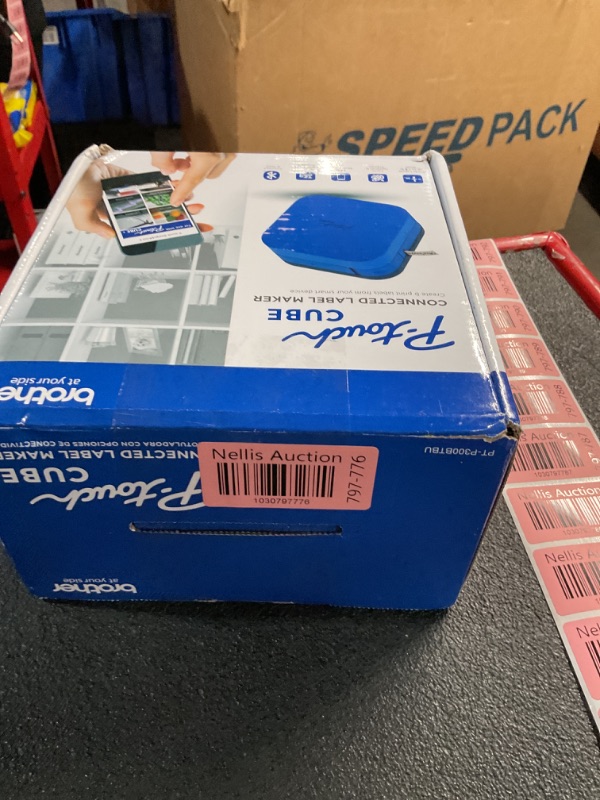 SPEED PACK
P-touch
CUBE
CONNECTED LABEL MAKER
Create & print labels from your smart device
brother
at your side
P-touch
CUBE
CONNECTED LABEL MAKE
ROTULADORA CON OPCIONES DE CONECTIVID
PT-P300BTBU
brother
at your side
Nellis Auction
1030797776
797-776
Nellis Auction
Nellis
Nel